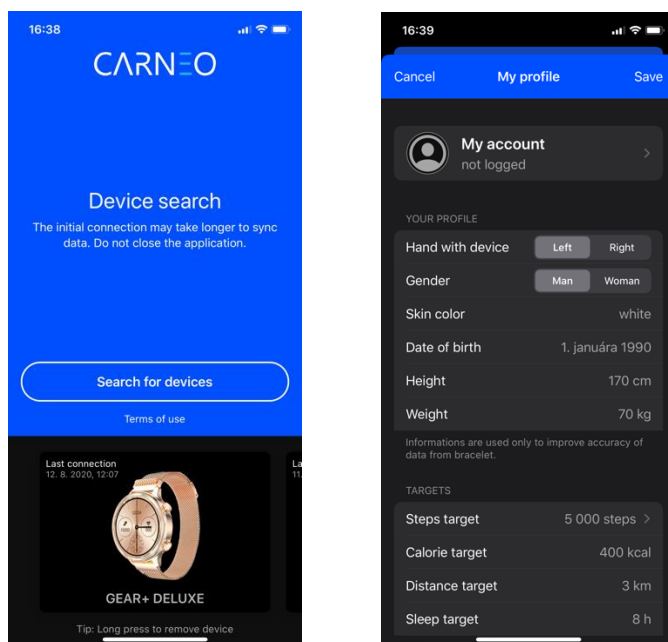 16:38
CARNEO
Device search
The initial connection may take longer to sync
data. Do not close the application.
Search for devices
Terms of use
Last connection
12. 8. 2020, 12:07
GEAR+ DELUXE
La
11.
Tip: Long press to remove device
16:39
Cancel My profile Save
My account
not logged
YOUR PROFILE
Hand with device Left Right
Gender Man Woman
Skin color white
Date of birth 1. januára 1990
Height 170 cm
Weight 70 kg
Informations are used only to improve accuracy of
data from bracelet.
TARGETS
Steps target 5 000 steps
Calorie target 400 kcal
Distance target 3 km
Sleep target 8 h